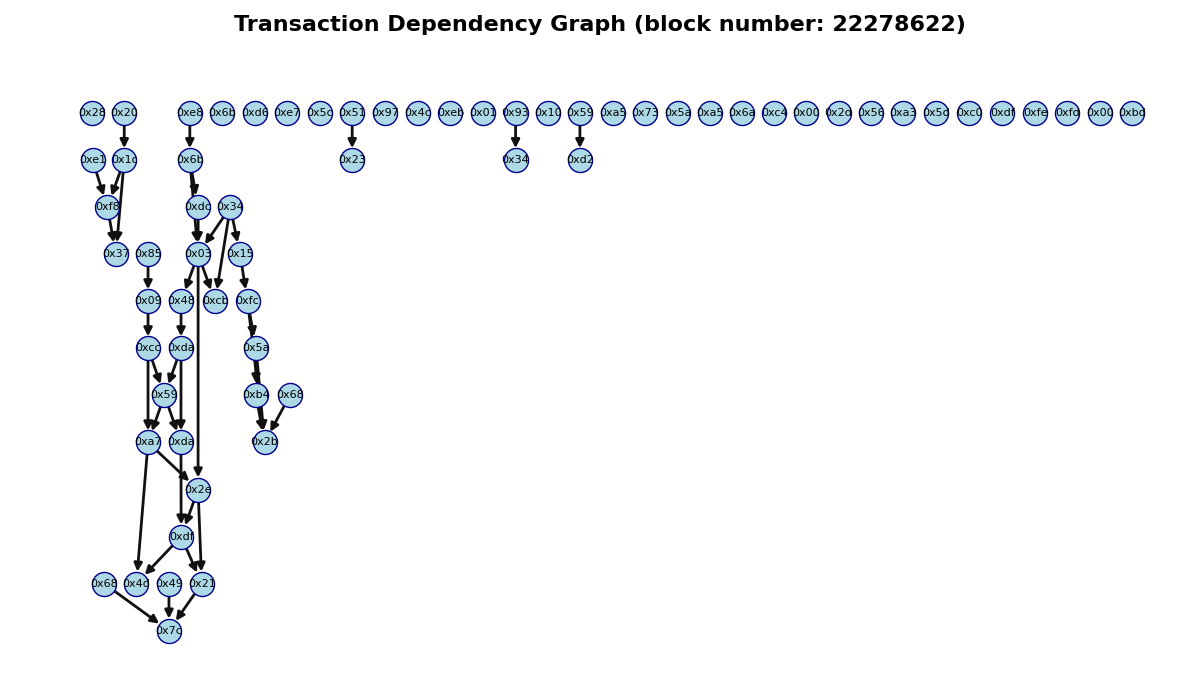 Transaction Dependency Graph (block number: 22278622)
0x28 0x20 0xe8 0x6b 0xd6 0xe7 0x5c 0x51 0x97 0x4c 0xeb 0x01 0x93 0x10 0x59 0xa5 0x73 0x5a 0xa5 0x6a 0xc4 0x00 0x2d 0x56 0xa3 0x5d 0xc0 0xdf 0xfe 0xfd 0x00 0xbd
0xe1 0x1c 0x6b 0x23 0x34 0xd2
0xf8 0xdc 0x34
0x37 0x85 0x03 0x15
0x09 0x48 0xcb 0xfc
0xcc 0xda 0x5a
0x59 0xb4 0x68
0xa7 0xda 0x2b
0x2e
0xdf
0x68 0x4d 0x49 0x21
0x7c